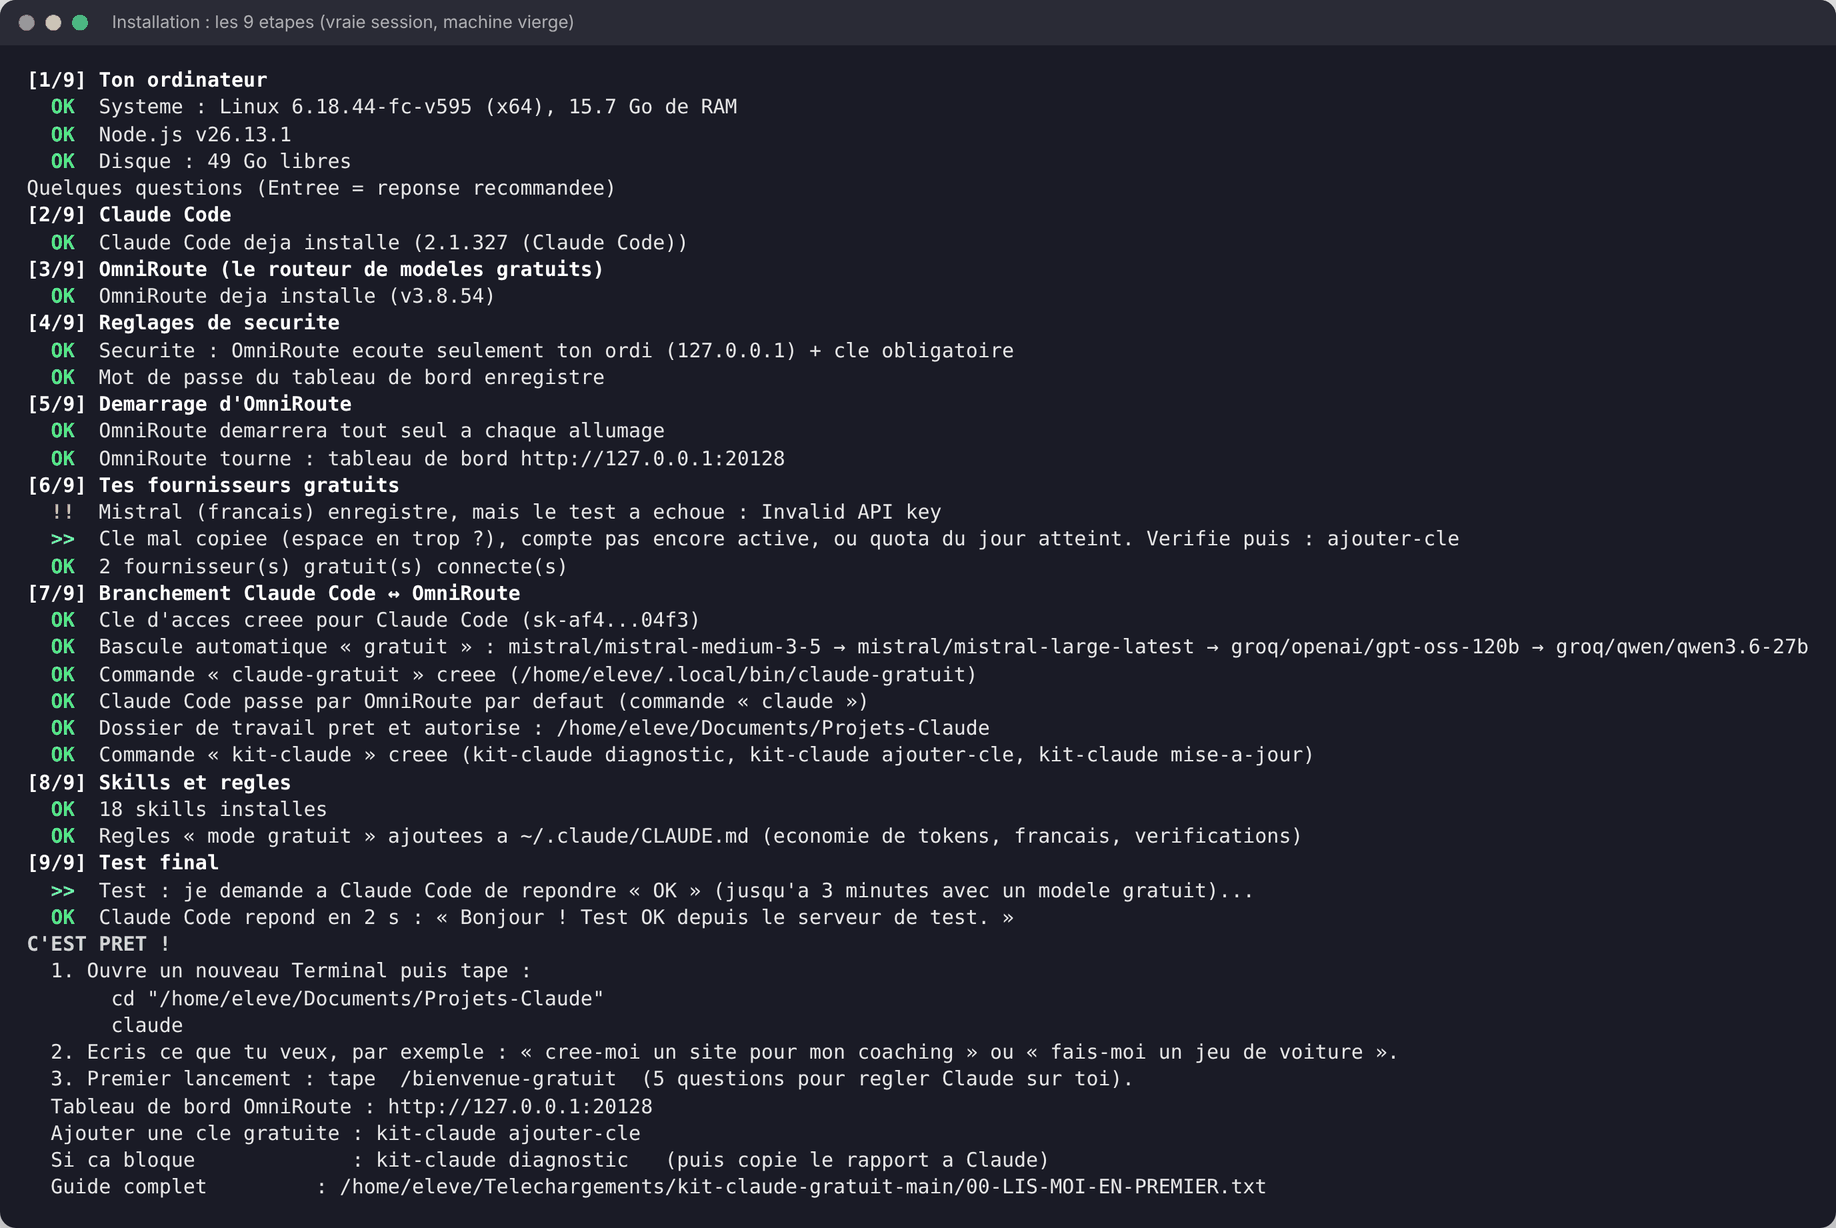 Installation : les 9 etapes (vraie session, machine vierge)
[1/9] Ton ordinateur
OK Systeme : Linux 6.18.44-fc-v595 (x64), 15.7 Go de RAM
OK Node.js v26.13.1
OK Disque : 49 Go libres
Quelques questions (Entree = reponse recommandee)
[2/9] Claude Code
OK Claude Code deja installe (2.1.327 (Claude Code))
[3/9] OmniRoute (le routeur de modeles gratuits)
OK OmniRoute deja installe (v3.8.54)
[4/9] Reglages de securite
OK Securite : OmniRoute ecoute seulement ton ordi (127.0.0.1) + cle obligatoire
OK Mot de passe du tableau de bord enregistre
[5/9] Demarrage d'OmniRoute
OK OmniRoute demarrera tout seul a chaque allumage
OK OmniRoute tourne : tableau de bord http://127.0.0.1:20128
[6/9] Tes fournisseurs gratuits
!! Mistral (francais) enregistre, mais le test a echoue : Invalid API key
>> Cle mal copiee (espace en trop ?), compte pas encore active, ou quota du jour atteint. Verifie puis : ajouter-cle
OK 2 fournisseur(s) gratuit(s) connecte(s)
[7/9] Branchement Claude Code ↔ OmniRoute
OK Cle d'acces creee pour Claude Code (sk-af4...04f3)
OK Bascule automatique « gratuit » : mistral/mistral-medium-3-5 → mistral/mistral-large-latest → groq/openai/gpt-oss-120b → groq/qwen/qwen3.6-27b
OK Commande « claude-gratuit » creee (/home/eleve/.local/bin/claude-gratuit)
OK Claude Code passe par OmniRoute par defaut (commande « claude »)
OK Dossier de travail pret et autorise : /home/eleve/Documents/Projets-Claude
OK Commande « kit-claude » creee (kit-claude diagnostic, kit-claude ajouter-cle, kit-claude mise-a-jour)
[8/9] Skills et regles
OK 18 skills installes
OK Regles « mode gratuit » ajoutees a ~/.claude/CLAUDE.md (economie de tokens, francais, verifications)
[9/9] Test final
>> Test : je demande a Claude Code de repondre « OK » (jusqu'a 3 minutes avec un modele gratuit)...
OK Claude Code repond en 2 s : « Bonjour ! Test OK depuis le serveur de test. »
C'EST PRET !
1. Ouvre un nouveau Terminal puis tape :
cd "/home/eleve/Documents/Projets-Claude"
claude
2. Ecris ce que tu veux, par exemple : « cree-moi un site pour mon coaching » ou « fais-moi un jeu de voiture ».
3. Premier lancement : tape /bienvenue-gratuit (5 questions pour regler Claude sur toi).
Tableau de bord OmniRoute : http://127.0.0.1:20128
Ajouter une cle gratuite : kit-claude ajouter-cle
Si ca bloque : kit-claude diagnostic (puis copie le rapport a Claude)
Guide complet : /home/eleve/Telechargements/kit-claude-gratuit-main/00-LIS-MOI-EN-PREMIER.txt